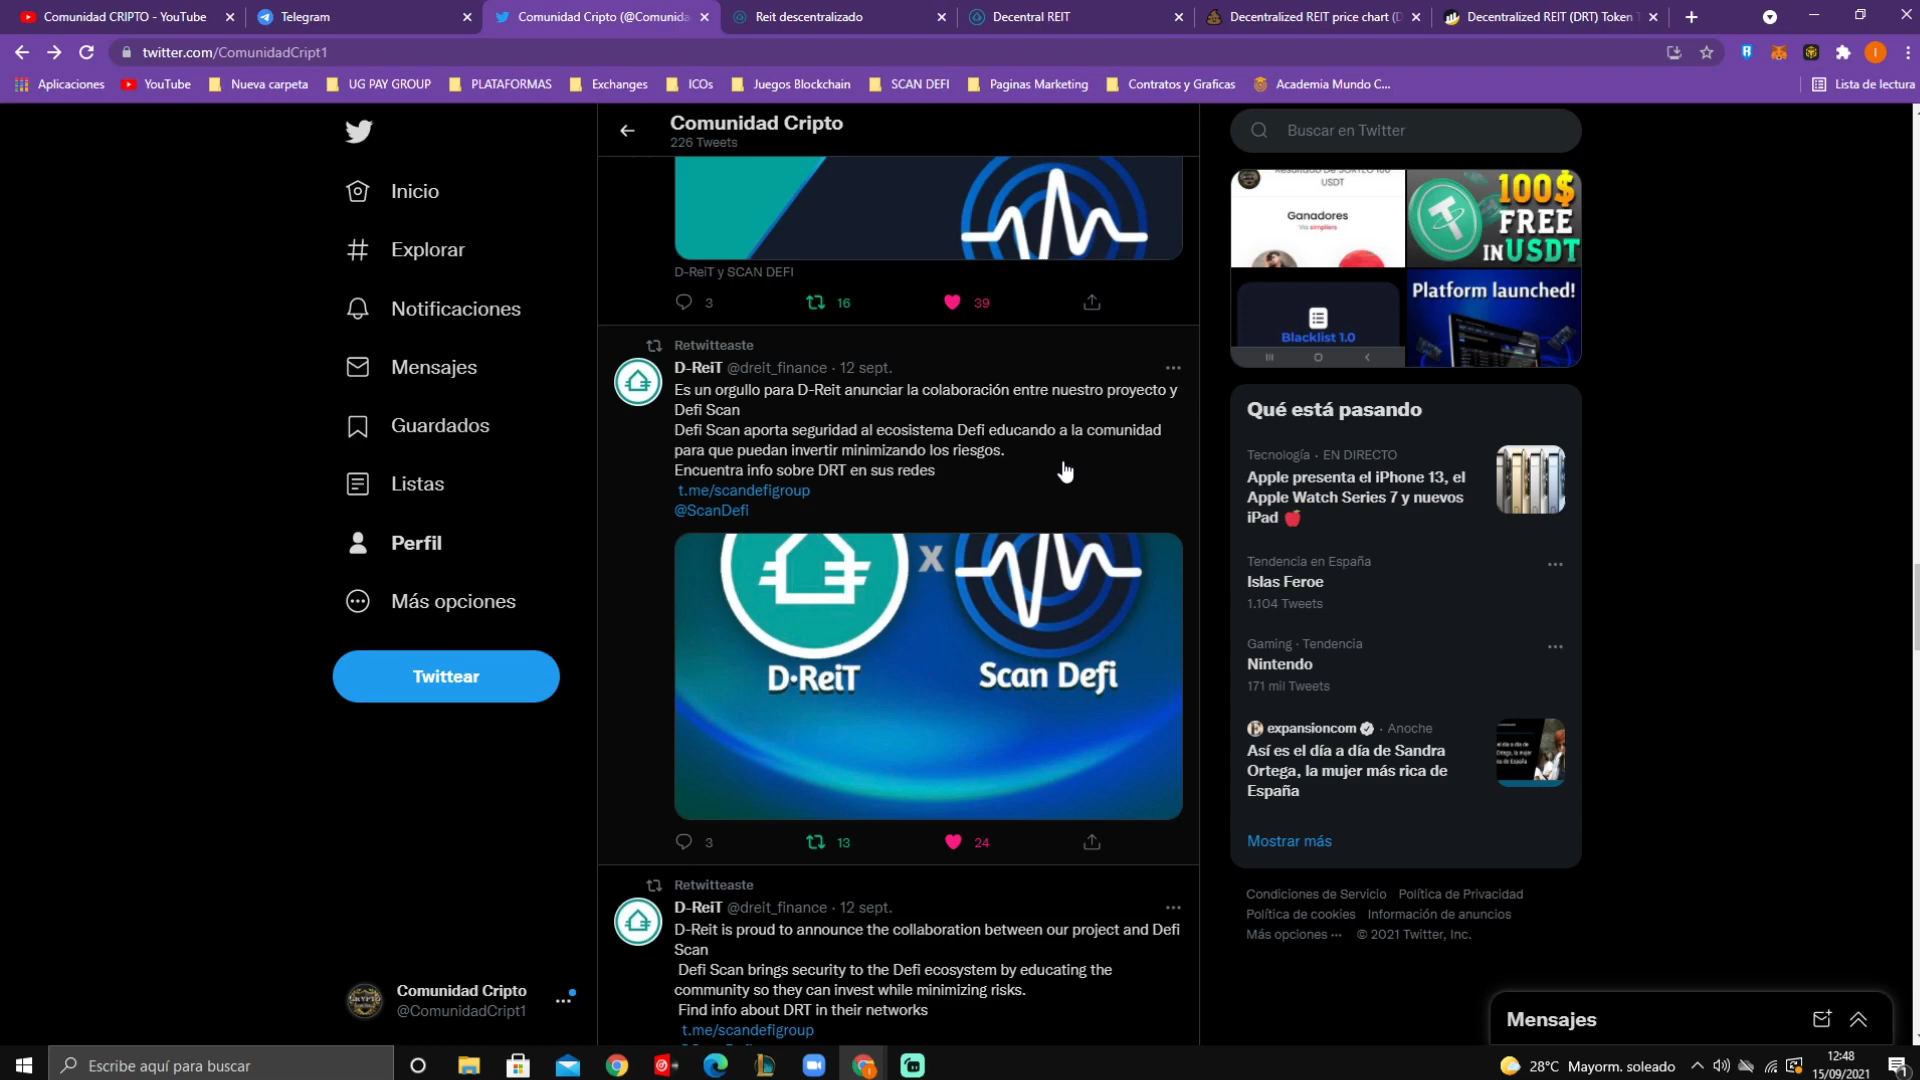 Comunidad CRIPTO - YouTube
Telegram
Comunidad Cripto (@Comunida
Reit descentralizado
Decentral REIT
Decentralized REIT price chart (D
Decentralized REIT (DRT) Token T
twitter.com/ComunidadCript1
Aplicaciones
YouTube
Nueva carpeta
UG PAY GROUP
PLATAFORMAS
Exchanges
ICOs
Juegos Blockchain
SCAN DEFI
Paginas Marketing
Contratos y Graficas
Academia Mundo C...
Lista de lectura
Inicio
Explorar
Notificaciones
Mensajes
Guardados
Listas
Perfil
Más opciones
Twittear
Comunidad Cripto
@ComunidadCript1
Comunidad Cripto
226 Tweets
D-ReiT y SCAN DEFI
3
16
39
Retwitteaste
D-ReiT @dreit_finance · 12 sept.
Es un orgullo para D-Reit anunciar la colaboración entre nuestro proyecto y
Defi Scan
Defi Scan aporta seguridad al ecosistema Defi educando a la comunidad
para que puedan invertir minimizando los riesgos.
Encuentra info sobre DRT en sus redes
t.me/scandefigroup
@ScanDefi
X
D·ReiT
Scan Defi
3
13
24
Retwitteaste
D-ReiT @dreit_finance · 12 sept.
D-Reit is proud to announce the collaboration between our project and Defi
Scan
Defi Scan brings security to the Defi ecosystem by educating the
community so they can invest while minimizing risks.
Find info about DRT in their networks
t.me/scandefigroup
Buscar en Twitter
USDT
Ganadores
Vía simpliers
100$
FREE
IN USDT
Blacklist 1.0
Platform launched!
Qué está pasando
Tecnología · EN DIRECTO
Apple presenta el iPhone 13, el
Apple Watch Series 7 y nuevos
iPad
Tendencia en España
Islas Feroe
1.104 Tweets
Gaming · Tendencia
Nintendo
171 mil Tweets
expansioncom · Anoche
Así es el día a día de Sandra
Ortega, la mujer más rica de
España
Mostrar más
Condiciones de Servicio Política de Privacidad
Política de cookies Información de anuncios
Más opciones ··· © 2021 Twitter, Inc.
Mensajes
Escribe aquí para buscar
28°C Mayorm. soleado
12:48
15/09/2021
1